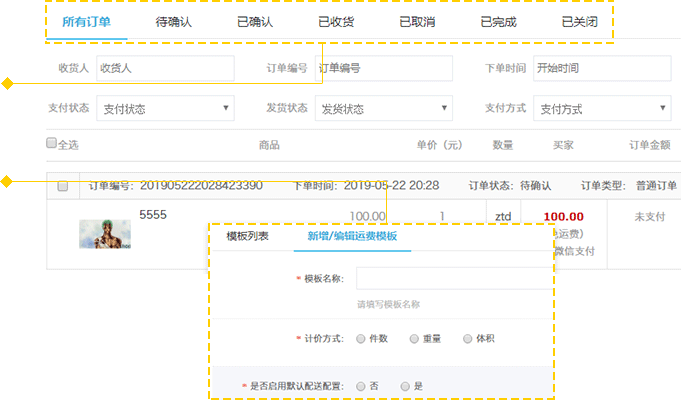 所有订单 待确认 已确认 已收货 已取消 已完成 已关闭
收货人 收货人 订单编号 订单编号 下单时间 开始时间
支付状态 支付状态 发货状态 发货状态 支付方式 支付方式
全选 商品 单价（元） 数量 买家 订单金额
订单编号：201905222028423390 下单时间：2019-05-22 20:28 订单状态：待确认 订单类型： 普通订单
5555 100.00 1 ztd 100.00 未支付
运费）
微信支付
模板列表 新增/编辑运费模板
* 模板名称：
请填写模板名称
* 计价方式： 件数 重量 体积
* 是否启用默认配送配置： 否 是